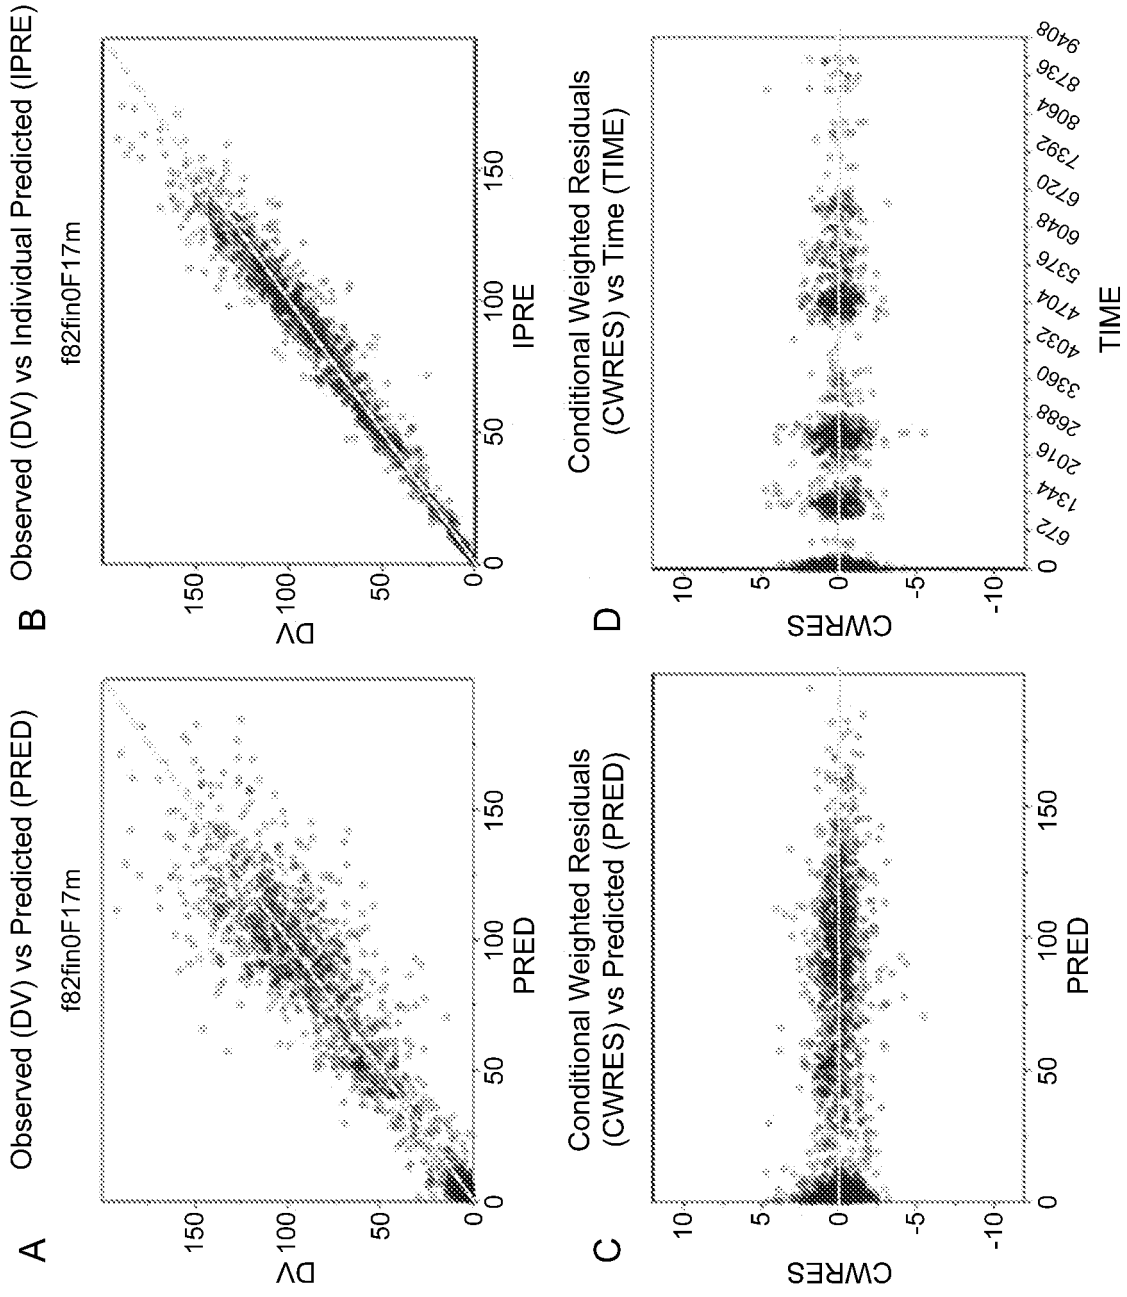 A
Observed (DV) vs Predicted (PRED)
f82fin0F17m
DV
150
100
50
0
0
50
100
150
PRED
B
Observed (DV) vs Individual Predicted (IPRE)
f82fin0F17m
DV
150
100
50
0
0
50
100
150
IPRE
C
Conditional Weighted Residuals
(CWRES) vs Predicted (PRED)
CWRES
10
5
0
-5
-10
0
50
100
150
PRED
D
Conditional Weighted Residuals
(CWRES) vs Time (TIME)
CWRES
10
5
0
-5
-10
0
672
1344
2016
2688
3360
4032
4704
5376
6048
6720
7392
8064
8736
9408
TIME